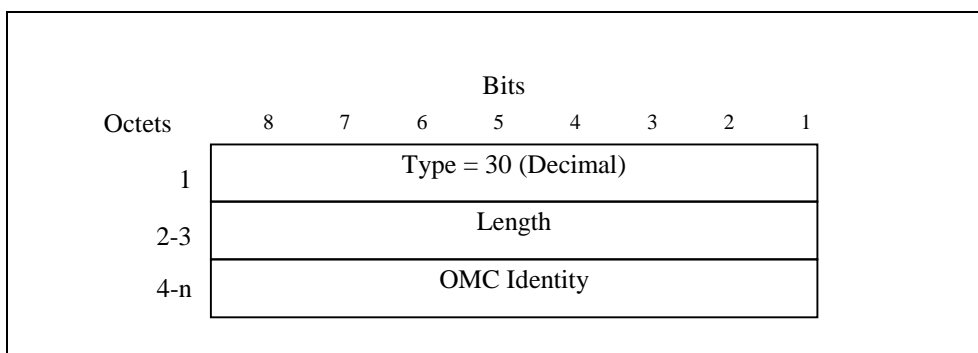 Bits
Octets 8 7 6 5 4 3 2 1
1 Type = 30 (Decimal)
2-3 Length
4-n OMC Identity